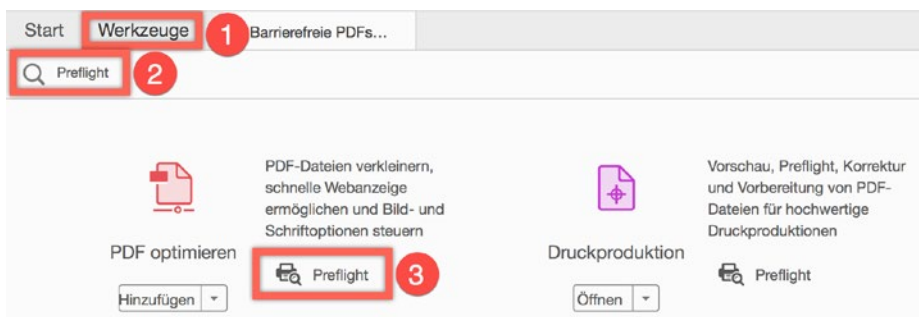 Start Werkzeuge 1 Barrierefreie PDFs...
Preflight 2
PDF-Dateien verkleinern,
schnelle Webanzeige
ermöglichen und Bild- und
Schriftoptionen steuern
PDF optimieren
Preflight 3
Hinzufügen
Vorschau, Preflight, Korrektur
und Vorbereitung von PDF-
Dateien für hochwertige
Druckproduktionen
Druckproduktion
Preflight
Öffnen